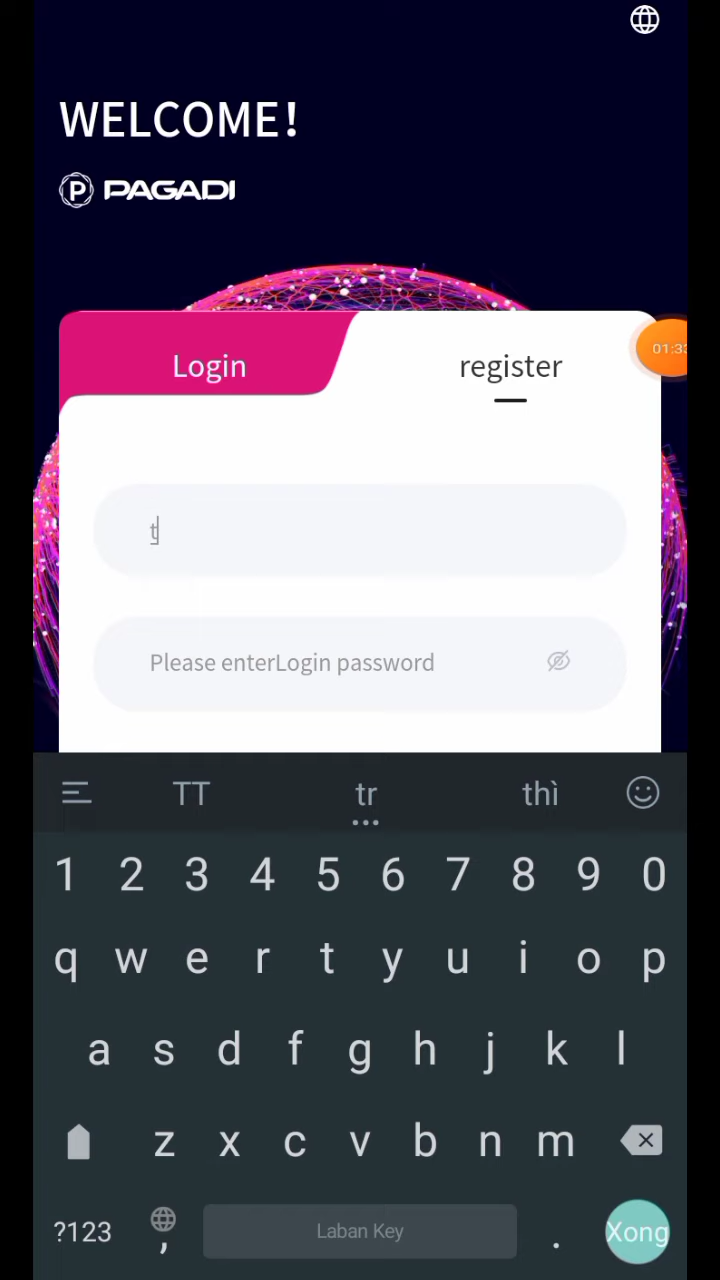 WELCOME!
P PAGADI
Login register
01:33
t
Please enterLogin password
TT tr thì
1 2 3 4 5 6 7 8 9 0
q w e r t y u i o p
a s d f g h j k l
z x c v b n m
?123 , Laban Key . Xong